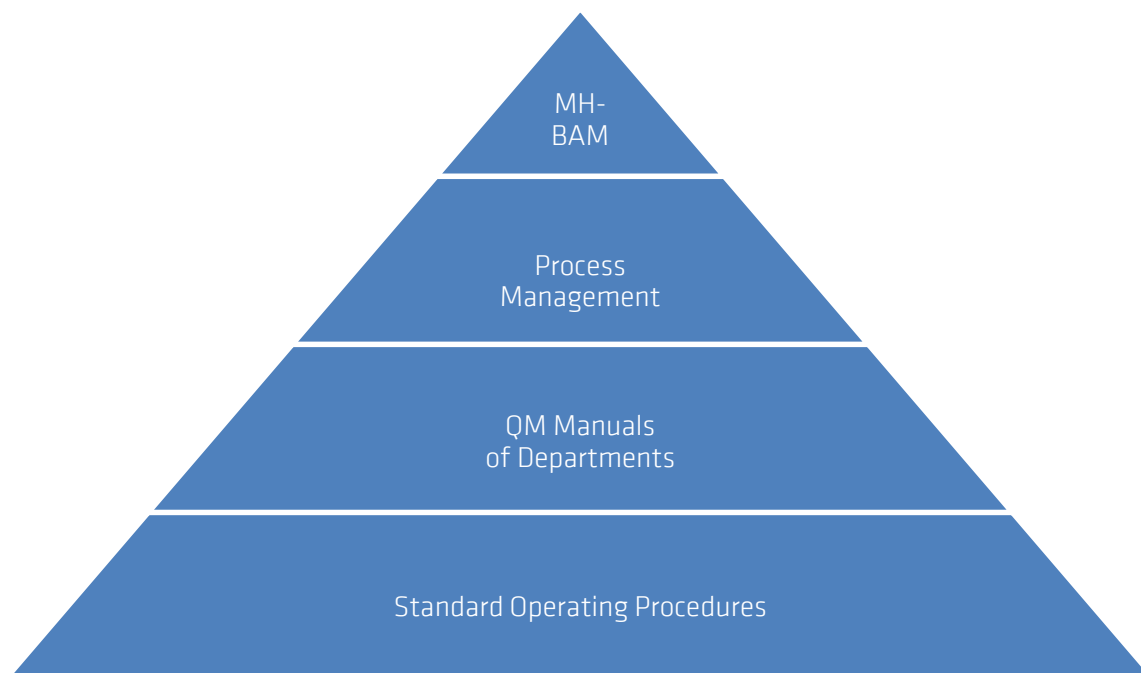 MH-
BAM
Process
Management
QM Manuals
of Departments
Standard Operating Procedures